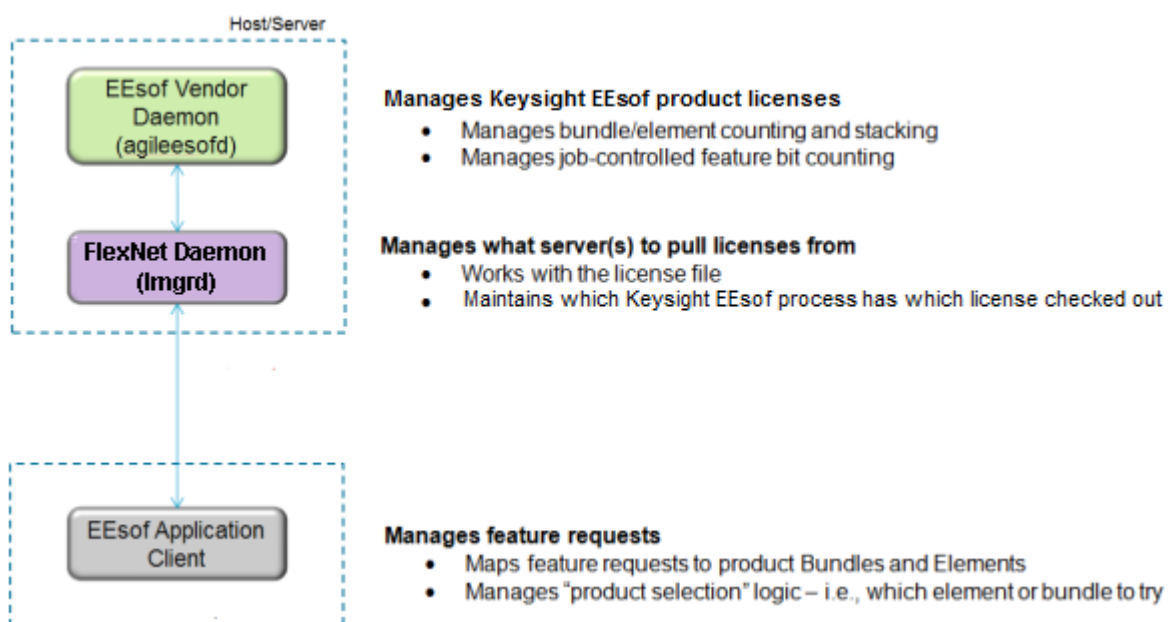 Host/Server
EEsof Vendor
Daemon
(agileesofd)
Manages Keysight EEsof product licenses
• Manages bundle/element counting and stacking
• Manages job-controlled feature bit counting
FlexNet Daemon
(lmgrd)
Manages what server(s) to pull licenses from
• Works with the license file
• Maintains which Keysight EEsof process has which license checked out
EEsof Application
Client
Manages feature requests
• Maps feature requests to product Bundles and Elements
• Manages “product selection” logic – i.e., which element or bundle to try